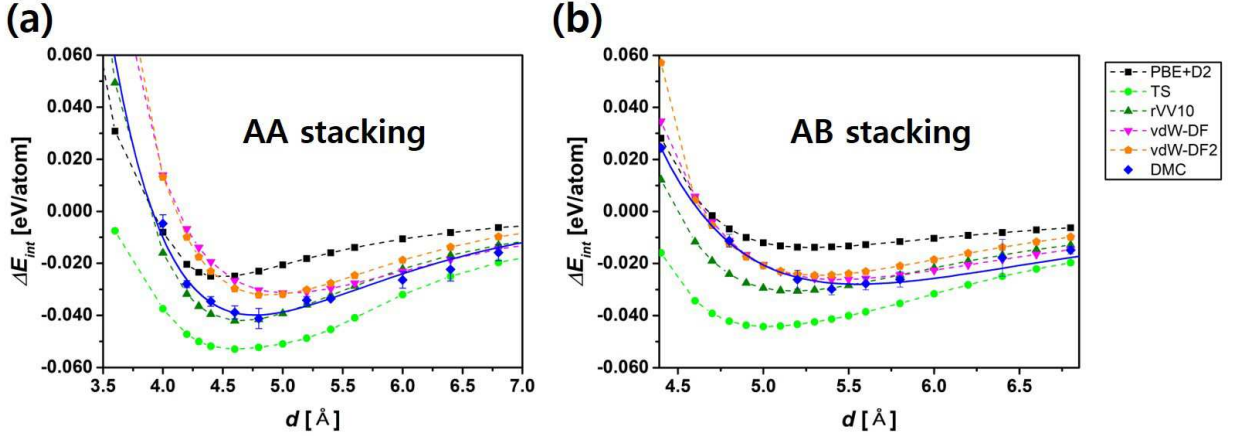 (a)
(b)
0.060
0.040
0.020
0.000
-0.020
-0.040
-0.060
ΔE_int [eV/atom]
AA stacking
3.5 4.0 4.5 5.0 5.5 6.0 6.5 7.0
d [Å]
0.060
0.040
0.020
0.000
-0.020
-0.040
-0.060
ΔE_int [eV/atom]
AB stacking
4.5 5.0 5.5 6.0 6.5
d [Å]
PBE+D2
TS
rVV10
vdW-DF
vdW-DF2
DMC